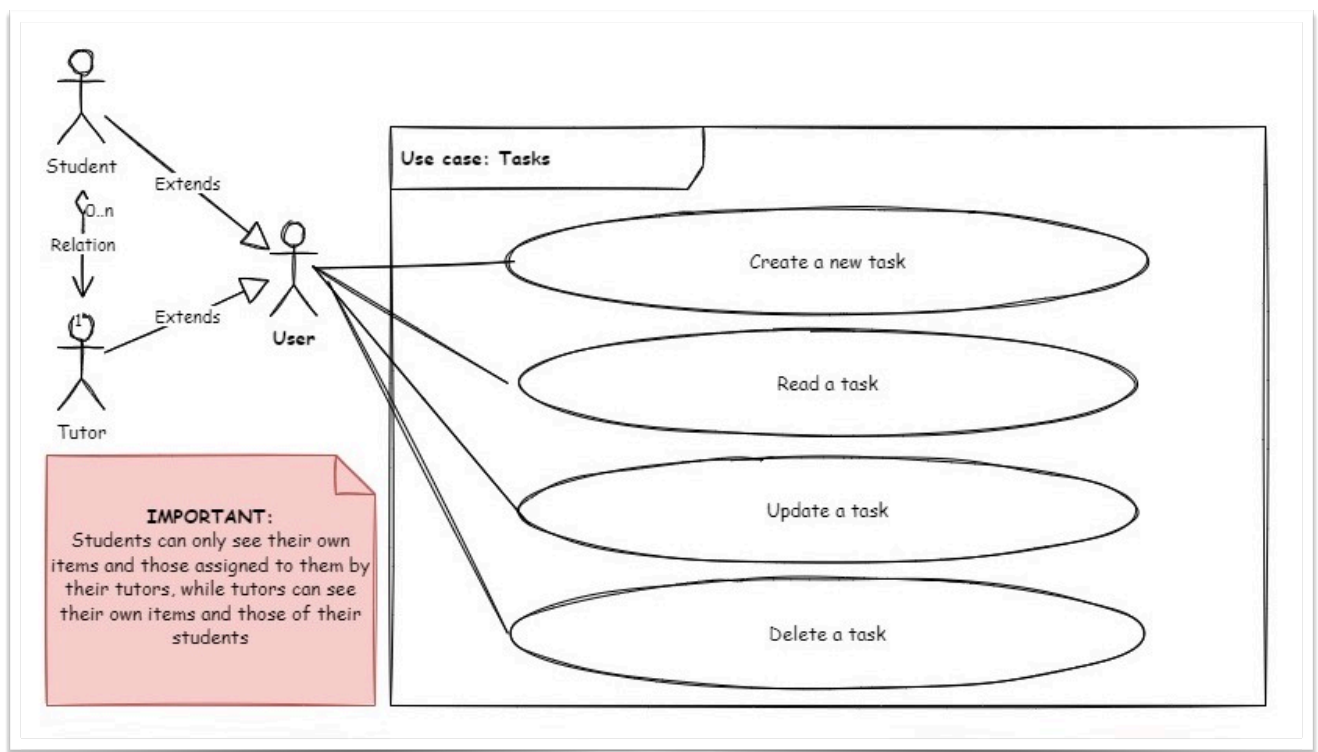 Student
Extends
0..n
Relation
1
Extends
Tutor
User
Use case: Tasks
Create a new task
Read a task
Update a task
Delete a task
IMPORTANT:
Students can only see their own
items and those assigned to them by
their tutors, while tutors can see
their own items and those of their
students